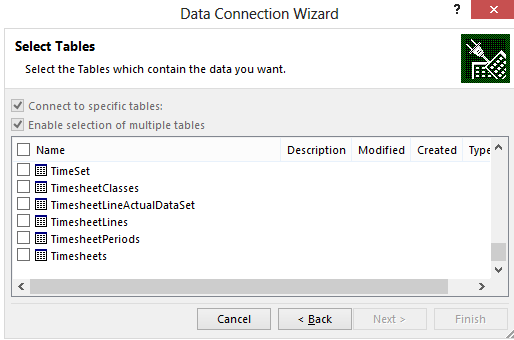 Data Connection Wizard
?
Select Tables
Select the Tables which contain the data you want.
Connect to specific tables:
Enable selection of multiple tables
Name Description Modified Created Type
TimeSet
TimesheetClasses
TimesheetLineActualDataSet
TimesheetLines
TimesheetPeriods
Timesheets
Cancel < Back Next > Finish